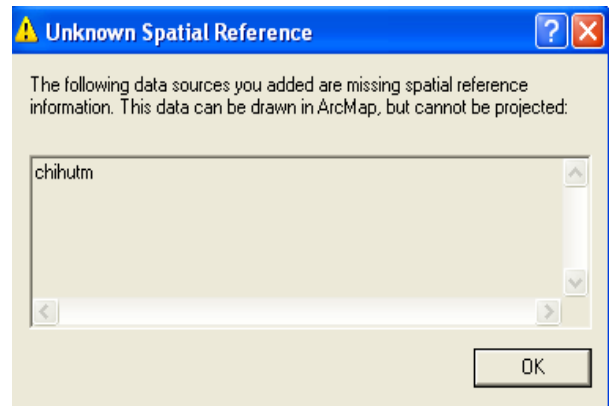 Unknown Spatial Reference
The following data sources you added are missing spatial reference
information. This data can be drawn in ArcMap, but cannot be projected:
chihutm
OK